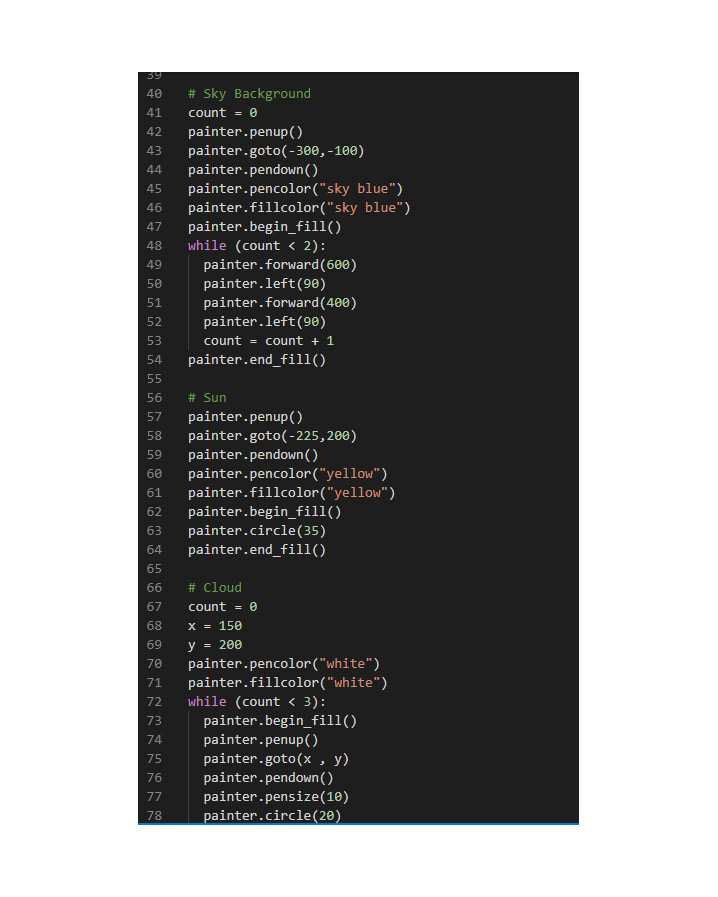 39
40 # Sky Background
41 count = 0
42 painter.penup()
43 painter.goto(-300,-100)
44 painter.pendown()
45 painter.pencolor("sky blue")
46 painter.fillcolor("sky blue")
47 painter.begin_fill()
48 while (count < 2):
49   painter.forward(600)
50   painter.left(90)
51   painter.forward(400)
52   painter.left(90)
53   count = count + 1
54 painter.end_fill()
55
56 # Sun
57 painter.penup()
58 painter.goto(-225,200)
59 painter.pendown()
60 painter.pencolor("yellow")
61 painter.fillcolor("yellow")
62 painter.begin_fill()
63 painter.circle(35)
64 painter.end_fill()
65
66 # Cloud
67 count = 0
68 x = 150
69 y = 200
70 painter.pencolor("white")
71 painter.fillcolor("white")
72 while (count < 3):
73   painter.begin_fill()
74   painter.penup()
75   painter.goto(x , y)
76   painter.pendown()
77   painter.pensize(10)
78   painter.circle(20)